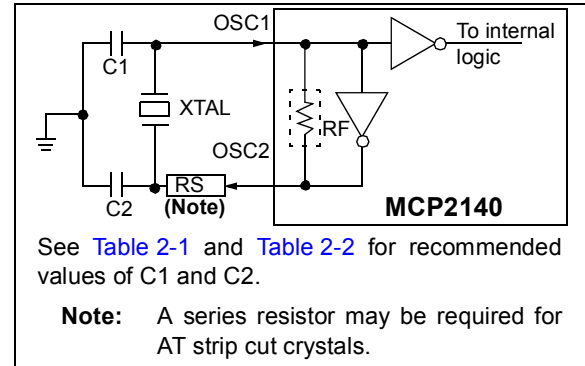 OSC1
To internal
logic
C1
XTAL
RF
OSC2
RS
C2
(Note)
MCP2140
See Table 2-1 and Table 2-2 for recommended
values of C1 and C2.
Note: A series resistor may be required for
AT strip cut crystals.